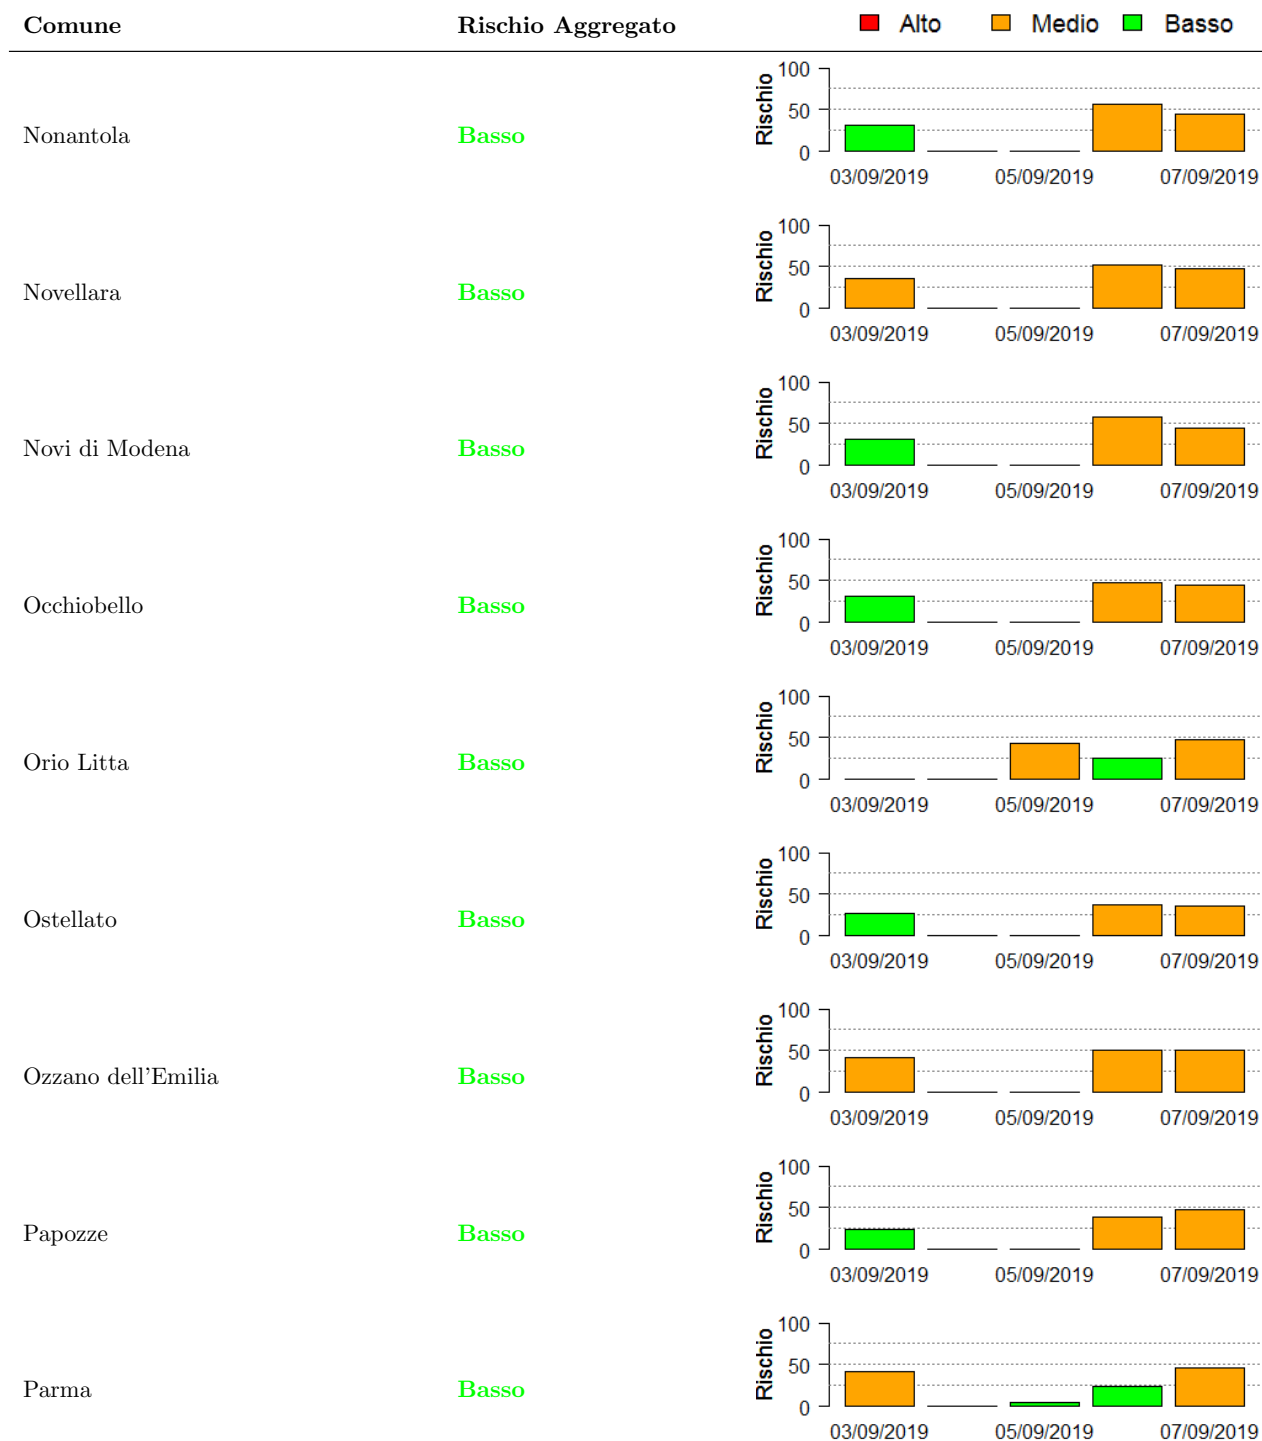 Comune Rischio Aggregato Alto Medio Basso
Nonantola Basso Rischio 100 50 0
03/09/2019 05/09/2019 07/09/2019
Novellara Basso Rischio 100 50 0
03/09/2019 05/09/2019 07/09/2019
Novi di Modena Basso Rischio 100 50 0
03/09/2019 05/09/2019 07/09/2019
Occhiobello Basso Rischio 100 50 0
03/09/2019 05/09/2019 07/09/2019
Orio Litta Basso Rischio 100 50 0
03/09/2019 05/09/2019 07/09/2019
Ostellato Basso Rischio 100 50 0
03/09/2019 05/09/2019 07/09/2019
Ozzano dell'Emilia Basso Rischio 100 50 0
03/09/2019 05/09/2019 07/09/2019
Papozze Basso Rischio 100 50 0
03/09/2019 05/09/2019 07/09/2019
Parma Basso Rischio 100 50 0
03/09/2019 05/09/2019 07/09/2019